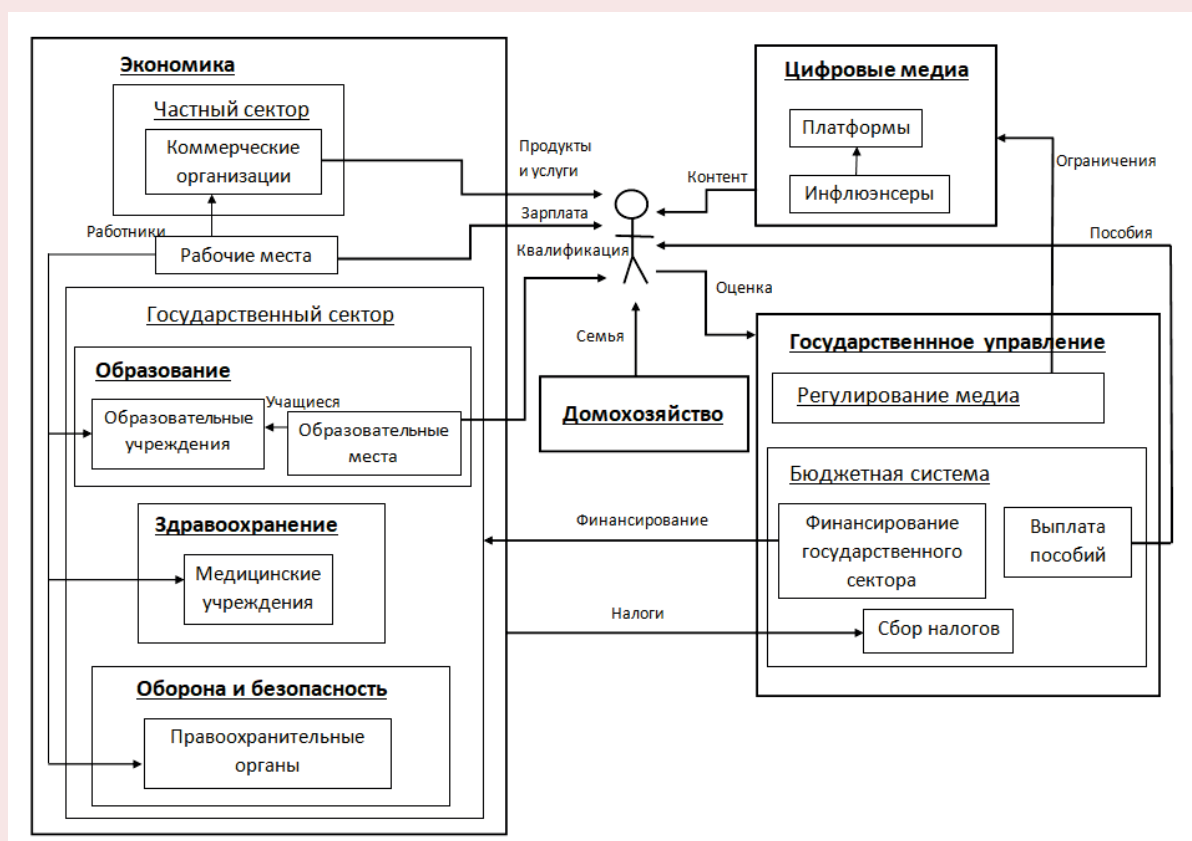 Экономика
Частный сектор
Коммерческие
организации
Работники
Рабочие места
Государственный сектор
Образование
Учащиеся
Образовательные
учреждения
Образовательные
места
Здравоохранение
Медицинские
учреждения
Оборона и безопасность
Правоохранительные
органы
Продукты
и услуги
Зарплата
Квалификация
Семья
Домохозяйство
Финансирование
Налоги
Контент
Оценка
Цифровые медиа
Платформы
Инфлюэнсеры
Ограничения
Пособия
Государственнное управление
Регулирование медиа
Бюджетная система
Финансирование
государственного
сектора
Выплата
пособий
Сбор налогов